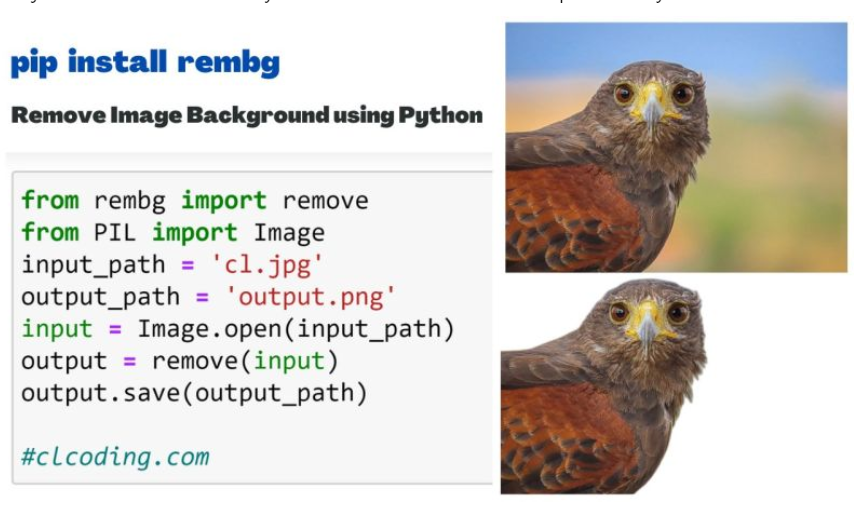 pip install rembg
Remove Image Background using Python
from rembg import remove
from PIL import Image
input_path = 'cl.jpg'
output_path = 'output.png'
input = Image.open(input_path)
output = remove(input)
output.save(output_path)
#clcoding.com